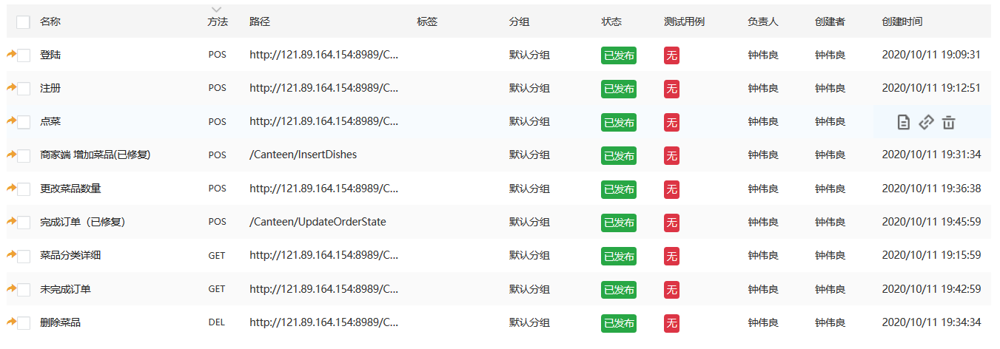 名称 方法 路径 标签 分组 状态 测试用例 负责人 创建者 创建时间
登陆 POS http://121.89.164.154:8989/C... 默认分组 已发布 无 钟伟良 钟伟良 2020/10/11 19:09:31
注册 POS http://121.89.164.154:8989/C... 默认分组 已发布 无 钟伟良 钟伟良 2020/10/11 19:12:51
点菜 POS http://121.89.164.154:8989/C... 默认分组 已发布 无 钟伟良 钟伟良
商家端 增加菜品(已修复) POS /Canteen/InsertDishes 默认分组 已发布 无 钟伟良 钟伟良 2020/10/11 19:31:34
更改菜品数量 POS http://121.89.164.154:8989/C... 默认分组 已发布 无 钟伟良 钟伟良 2020/10/11 19:36:38
完成订单（已修复） POS /Canteen/UpdateOrderState 默认分组 已发布 无 钟伟良 钟伟良 2020/10/11 19:45:59
菜品分类详细 GET http://121.89.164.154:8989/C... 默认分组 已发布 无 钟伟良 钟伟良 2020/10/11 19:15:59
未完成订单 GET http://121.89.164.154:8989/C... 默认分组 已发布 无 钟伟良 钟伟良 2020/10/11 19:42:59
删除菜品 DEL http://121.89.164.154:8989/C... 默认分组 已发布 无 钟伟良 钟伟良 2020/10/11 19:34:34